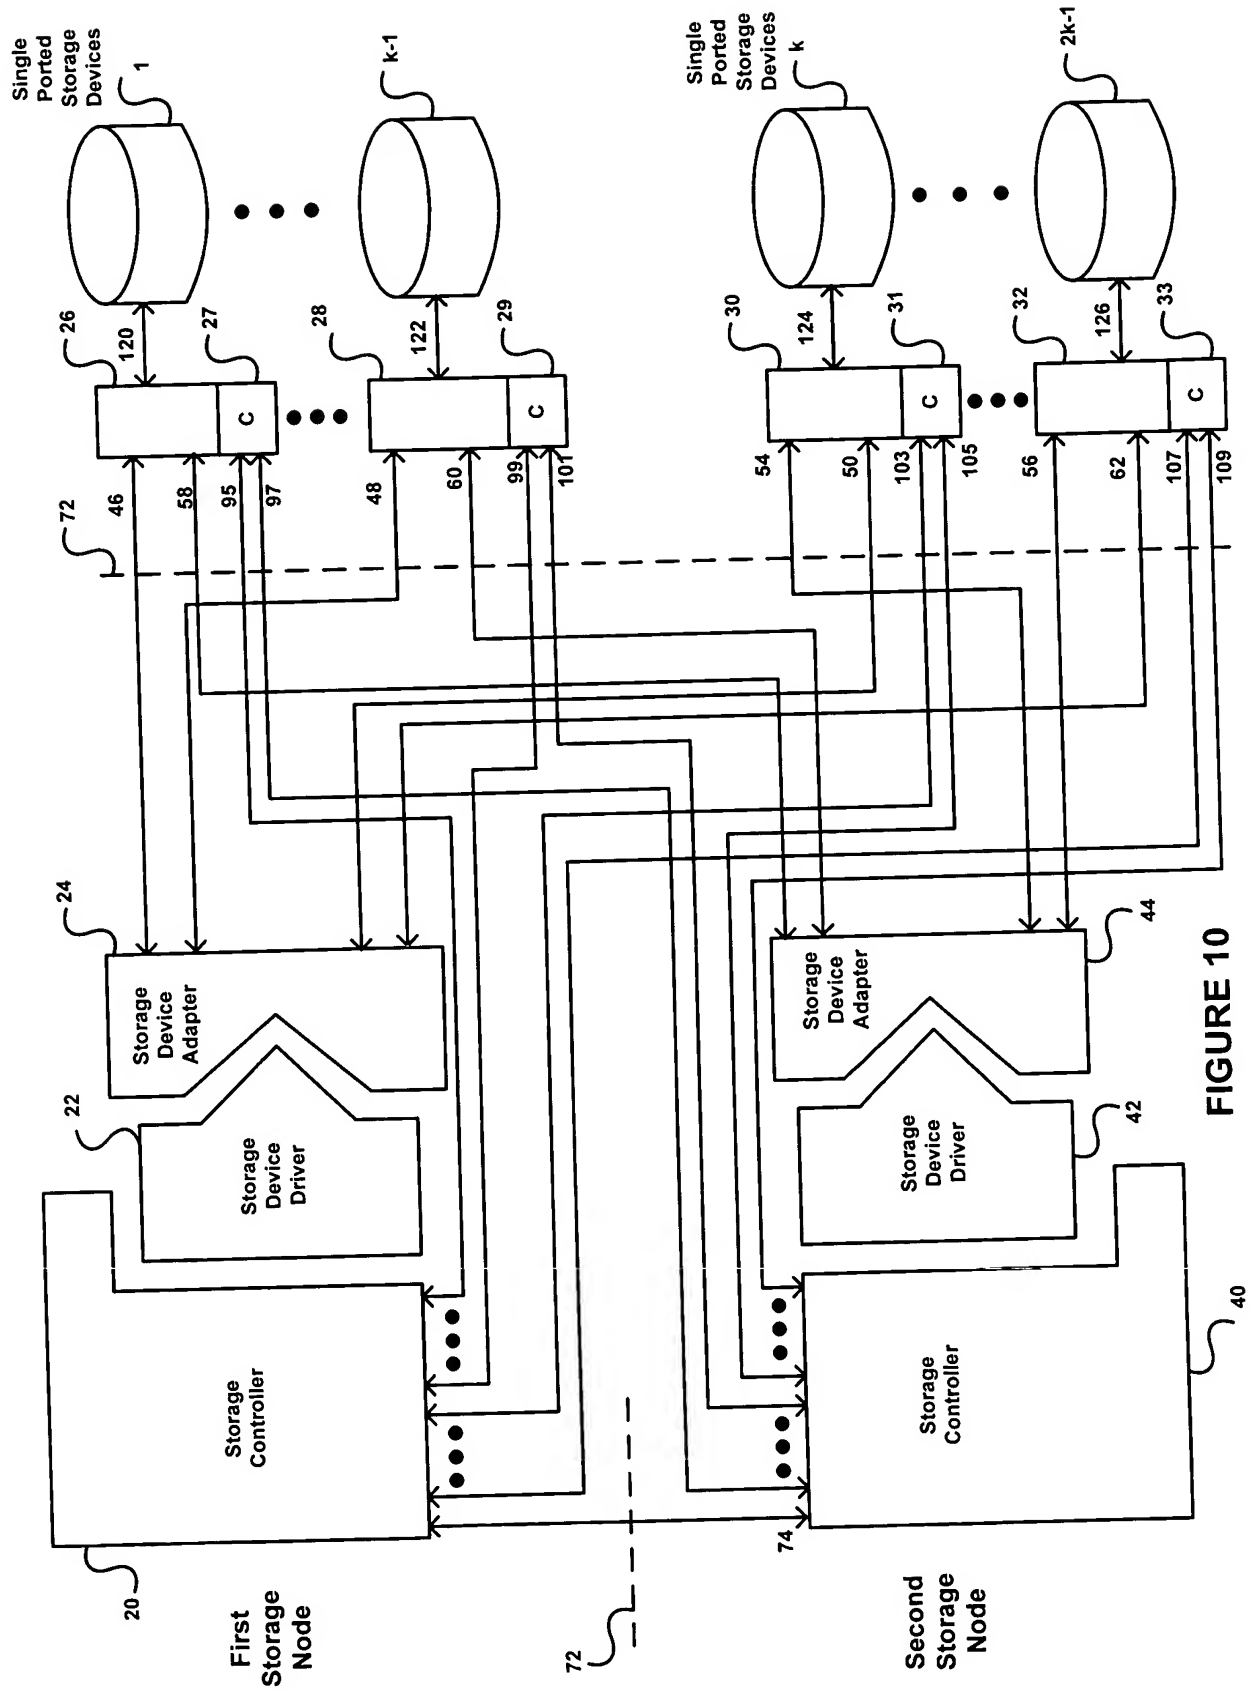 First
Storage
Node
20
Storage
Controller
22
Storage
Device
Driver
24
Storage
Device
Adapter
72
46
58
95
97
48
60
99
101
26
120
27
28
122
29
Single
Ported
Storage
Devices
1
k-1
72
74
Second
Storage
Node
40
Storage
Controller
42
Storage
Device
Driver
44
Storage
Device
Adapter
54
50
103
105
56
62
107
109
30
124
31
32
126
33
C
C
C
C
Single
Ported
Storage
Devices
k
2k-1
FIGURE 10